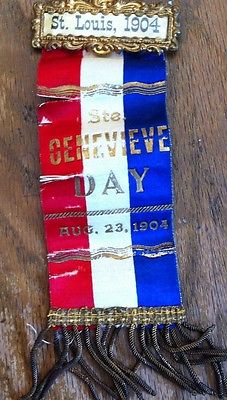 St. Louis, 1904
Ste.
GENEVIEVE
DAY
AUG. 23, 1904